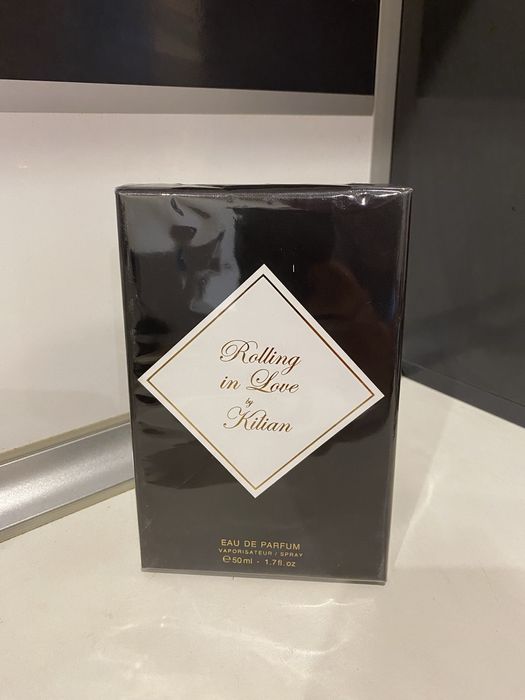 Rolling
in Love
by
Kilian
EAU DE PARFUM
VAPORISATEUR / SPRAY
℮50ml - 1.7fl.oz